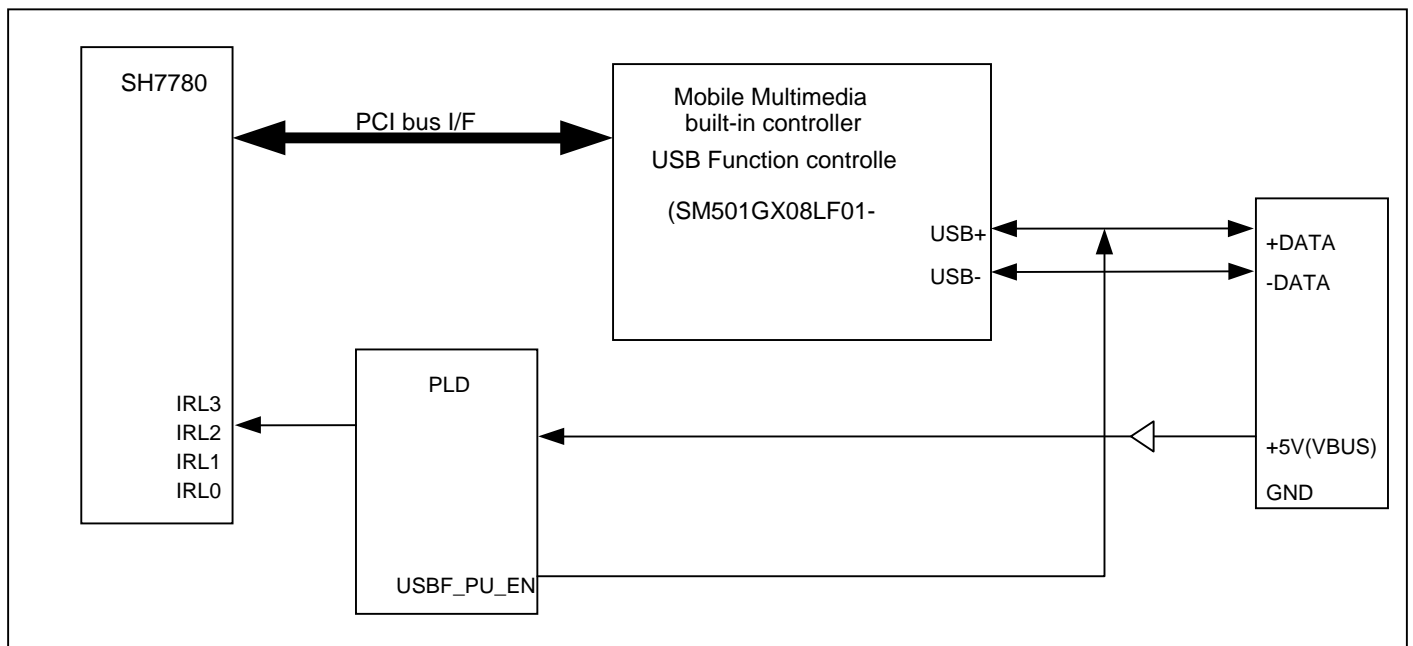 SH7780
PCI bus I/F
Mobile Multimedia
built-in controller
USB Function controlle
(SM501GX08LF01-
USB+
USB-
+DATA
-DATA
+5V(VBUS)
GND
PLD
USBF_PU_EN
IRL3
IRL2
IRL1
IRL0